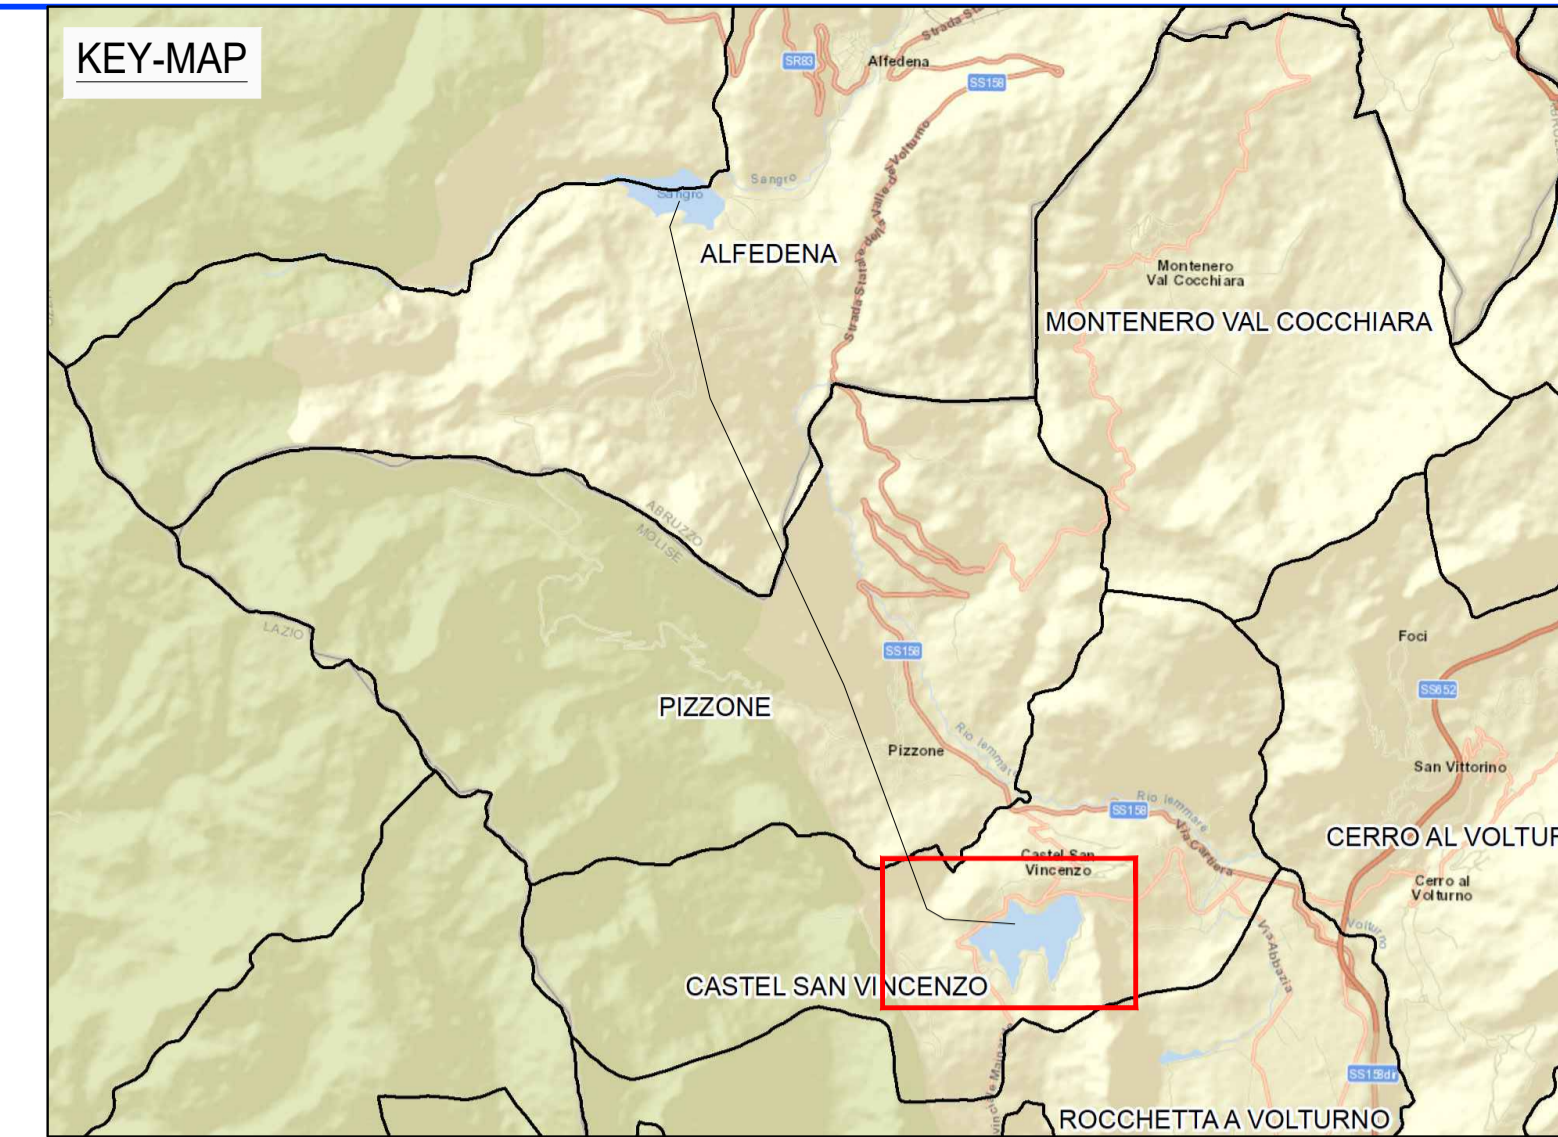 KEY-MAP
Strada St
Alfedena
SR83
SS158
Sangro
Sangro
Strada Statale della Valle del Volturno
ALFEDENA
Montenero
Val Cocchiara
MONTENERO VAL COCCHIARA
ABRUZZO
MOLISE
LAZIO
Foci
SS158
SS652
PIZZONE
Pizzone
Rio Iemmare
San Vittorino
Rio Iemmare
SS158
Via Cartiera
CERRO AL VOLTUR
Castel San
Vincenzo
Cerro al
Volturno
Volturno
Via Abbazia
CASTEL SAN VINCENZO
SS158dir
ROCCHETTA A VOLTURNO